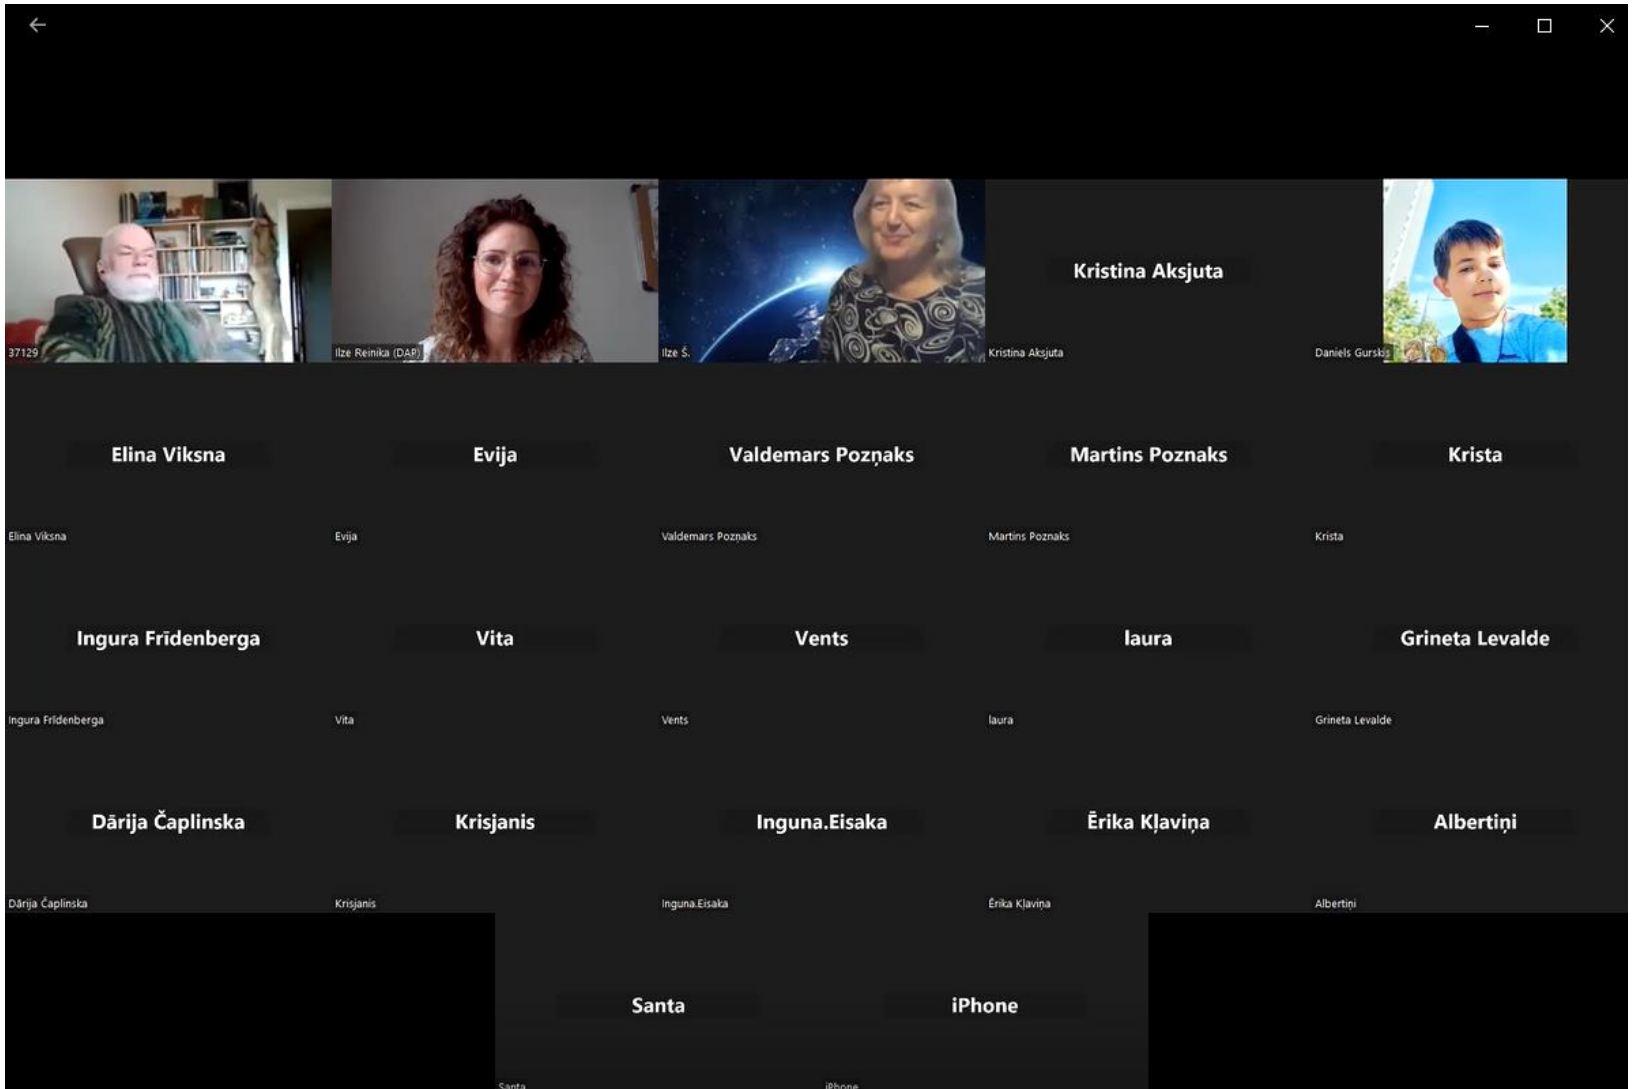 37129
Ilze Reinika (DAP)
Ilze Š.
Kristina Aksjuta
Kristina Aksjuta
Daniels Gurskis
Elina Viksna
Evija
Valdemars Pozņaks
Martins Poznaks
Krista
Elina Viksna
Evija
Valdemars Pozņaks
Martins Poznaks
Krista
Ingura Frīdenberga
Vita
Vents
laura
Grineta Levalde
Ingura Frīdenberga
Vita
Vents
laura
Grineta Levalde
Dārija Čaplinska
Krisjanis
Inguna.Eisaka
Ērika Kļaviņa
Albertiņi
Dārija Čaplinska
Krisjanis
Inguna.Eisaka
Ērika Kļaviņa
Albertiņi
Santa
iPhone
Santa
iPhone